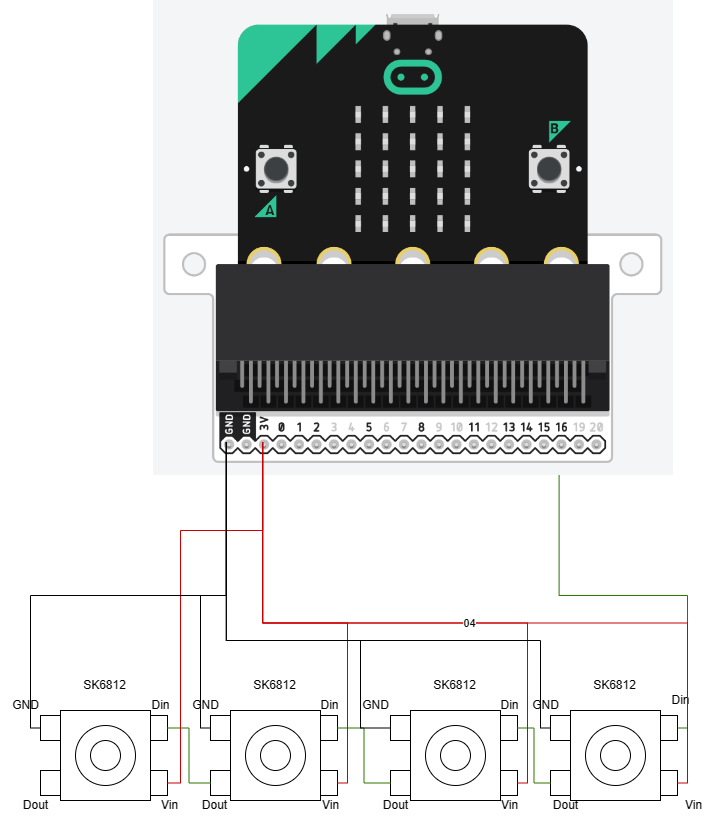 B
A
GND GND 3V 0 1 2 3 4 5 6 7 8 9 10 11 12 13 14 15 16 19 20
04
SK6812 SK6812 SK6812 SK6812
GND Din GND Din GND Din GND Din
Dout Vin Dout Vin Dout Vin Dout Vin